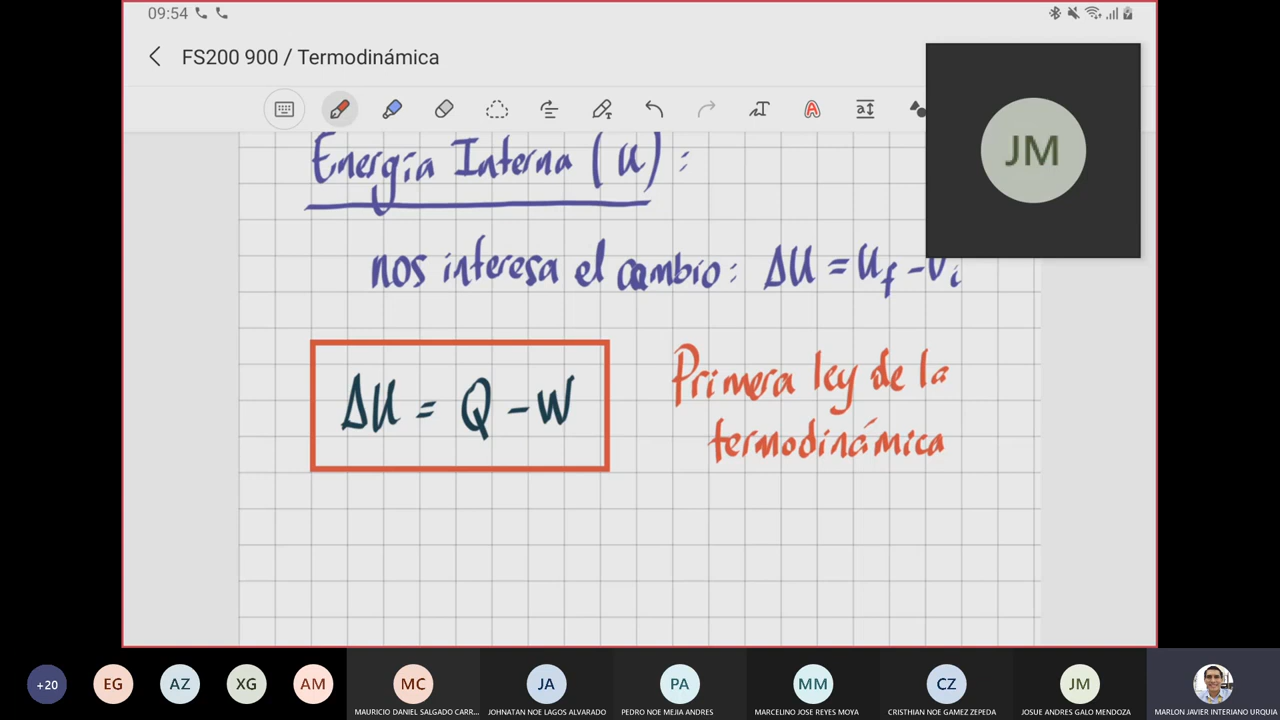 09:54
FS200 900 / Termodinámica
JM
Energía Interna (U) :
nos interesa el cambio: ΔU = Uf - Ui
ΔU = Q - W
Primera ley de la
termodinámica
+20
EG
AZ
XG
AM
MC
JA
PA
MM
CZ
JM
MAURICIO DANIEL SALGADO CARR...
JOHNATAN NOE LAGOS ALVARADO
PEDRO NOE MEJIA ANDRES
MARCELINO JOSE REYES MOYA
CRISTHIAN NOE GAMEZ ZEPEDA
JOSUE ANDRES GALO MENDOZA
MARLON JAVIER INTERIANO URQUIA